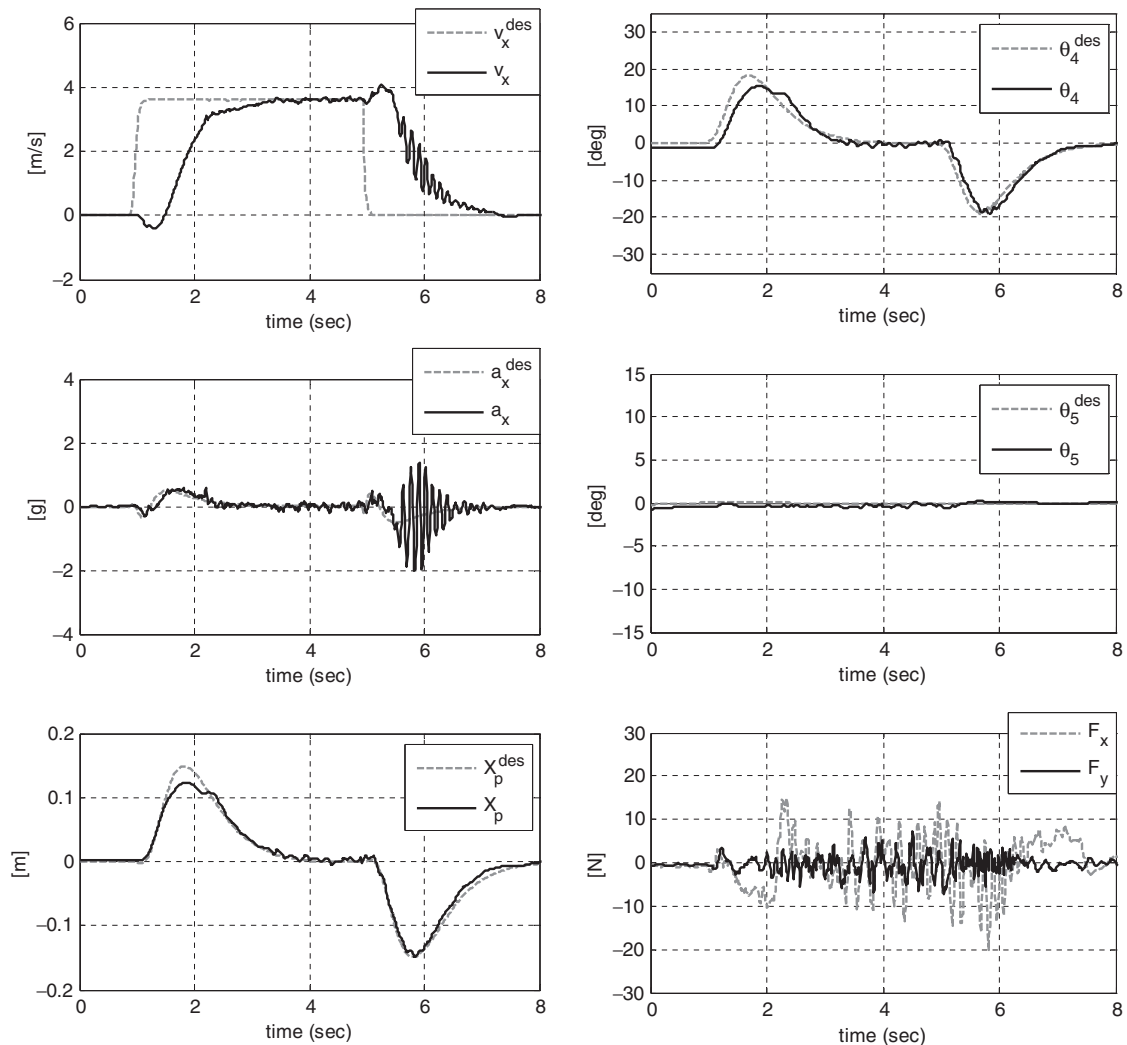 6
4
2
0
−2
[m/s]
0 2 4 6 8
time (sec)
v_x^des
v_x
30
20
10
0
−10
−20
−30
[deg]
0 2 4 6 8
time (sec)
θ_4^des
θ_4
4
2
0
−2
−4
[g]
0 2 4 6 8
time (sec)
a_x^des
a_x
15
10
5
0
−5
−10
−15
[deg]
0 2 4 6 8
time (sec)
θ_5^des
θ_5
0.2
0.1
0
−0.1
−0.2
[m]
0 2 4 6 8
time (sec)
X_p^des
X_p
30
20
10
0
−10
−20
−30
[N]
0 2 4 6 8
time (sec)
F_x
F_y